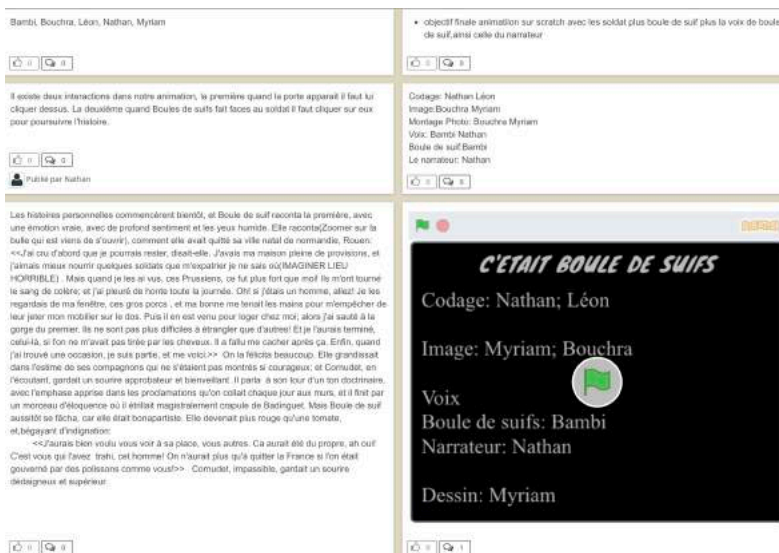 Bambi, Bouchra, Léon, Nathan, Myriam
0 0
objectif finale animatiion sur scratch avec les soldat plus boule de suif plus la voix de boule
de suif,ainsi celle du narrateur
0 0
Il existe deux interactions dans notre animation, la première quand la porte apparait il faut lui
cliquer dessus. La deuxième quand Boules de suifs fait faces au soldat il faut cliquer sur eux
pour poursuivre l'histoire.
0 0
Publié par Nathan
Codage: Nathan Léon
Image:Bouchra Myriam
Montage Photo: Bouchra Myriam
Voix: Bambi Nathan
Boule de suif:Bambi
Le narrateur: Nathan
0
Les histoires personnelles commencèrent bientôt, et Boule de suif raconta la première, avec
une émotion vraie, avec de profond sentiment et les yeux humide. Elle raconta(Zoomer sur la
bulle qui est viens de s'ouvrir), comment elle avait quitté sa ville natal de normandie, Rouen:
<<J'ai cru d'abord que je pourrais rester, disait-elle. J'avais ma maison pleine de provisions, et
j'aimais mieux nourrir quelques soldats que m'expatrier je ne sais où(IMAGINER LIEU
HORRIBLE) . Mais quand je les ai vus, ces Prussiens, ce fut plus fort que moi! Ils m'ont tourné
le sang de colère; et j'ai pleuré de honte toute la journée. Oh! si j'étais un homme, allez! Je les
regardais de ma fenêtre, ces gros porcs , et ma bonne me tenait les mains pour m'empêcher de
leur jeter mon mobilier sur le dos. Puis il en est venu pour loger chez moi; alors j'ai sauté à la
gorge du premier. Ils ne sont pas plus difficiles à étrangler que d'autres! Et je l'aurais terminé,
celui-là, si l'on ne m'avait pas tirée par les cheveux. Il a fallu me cacher après ça. Enfin, quand
j'ai trouvé une occasion, je suis partie, et me voici.>> On la félicita beaucoup. Elle grandissait
dans l'estime de ses compagnons qui ne s'étaient pas montrés si courageux; et Cornudet, en
l'écoutant, gardait un sourire approbateur et bienveillant. Il parla à son tour d'un ton doctrinaire,
avec l'emphase apprise dans les proclamations qu'on collait chaque jour aux murs, et il finit par
un morceau d'éloquence où il étrillait magistralement crapule de Badinguet. Mais Boule de suif
aussitôt se fâcha, car elle était bonapartiste. Elle devenait plus rouge qu'une tomate,
et,bégayant d'indignation:
<<J'aurais bien voulu vous voir à sa place, vous autres. Ca aurait été du propre, ah oui!
C'est vous qui l'avez trahi, cet homme! On n'aurait plus qu'à quitter la France si l'on était
gouverné par des polissons comme vous!>> Cornudet, impassible, gardait un sourire
dédaigneux et supérieur
0 0
C'ETAIT BOULE DE SUIFS
Codage: Nathan; Léon
Image: Myriam; Bouchra
Voix
Boule de suifs: Bambi
Narrateur: Nathan
Dessin: Myriam
0 1